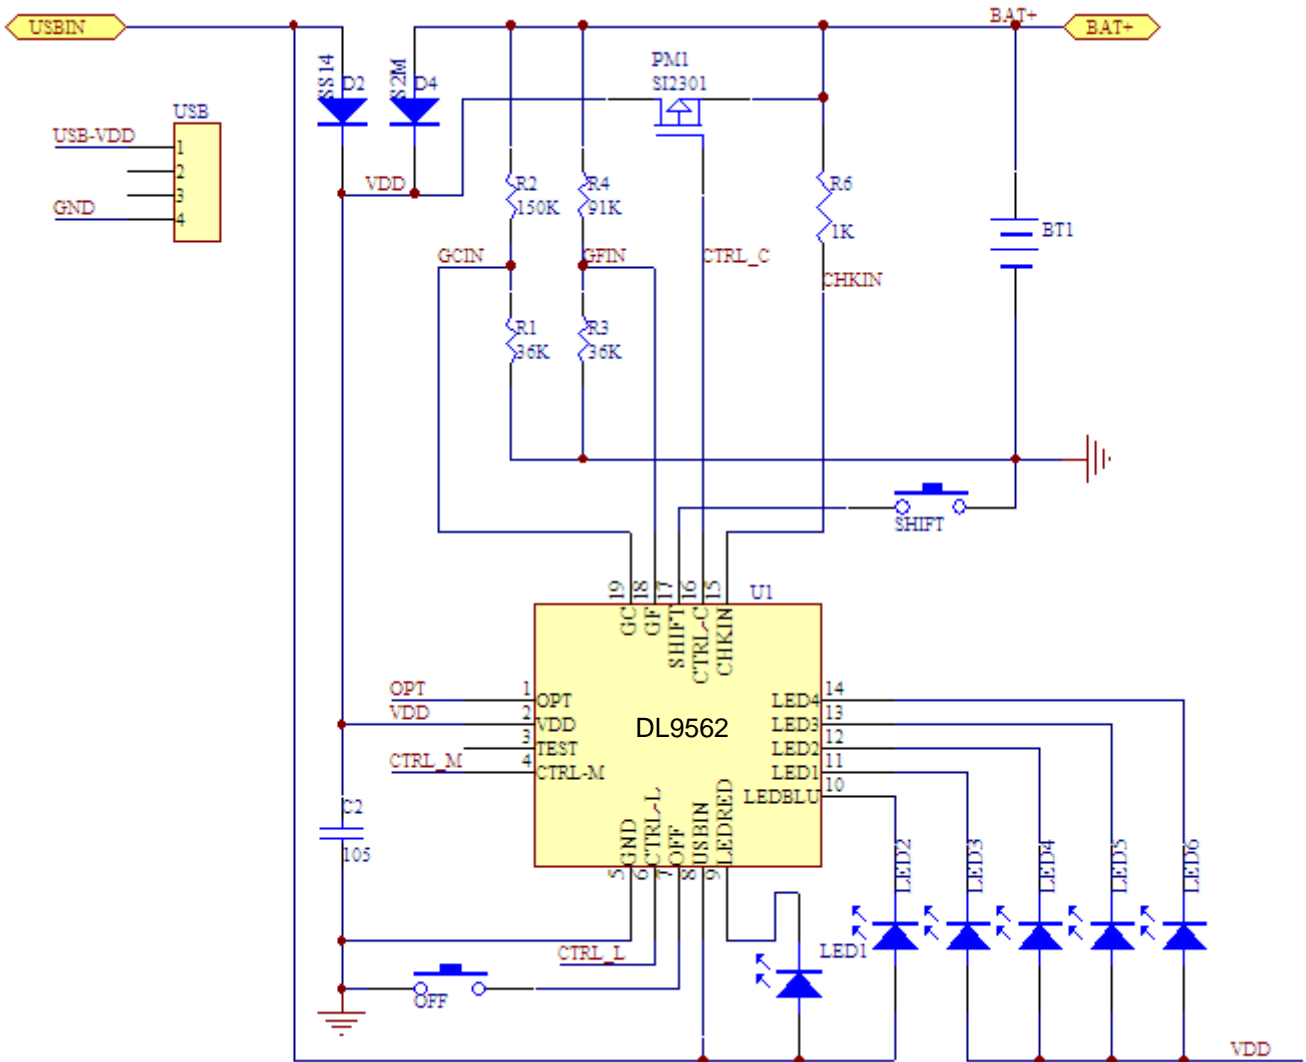 USBIN
BAT+
BAT+
SS14
D2
S2M
D4
PM1
SI2301
USB
USB-VDD
1
2
3
GND
4
VDD
R2
150K
R4
91K
R6
1K
BT1
GCIN
GFIN
CTRL_C
CHKIN
R1
36K
R3
36K
SHIFT
U1
19
18
17
16
15
GC
GF
SHIFT
CTRL-C
CHKIN
OPT
1
OPT
VDD
2
VDD
3
TEST
CTRL_M
4
CTRL-M
DL9562
LED4
14
LED3
13
LED2
12
LED1
11
LEDBLU
10
C2
105
GND
CTRL-L
OFF
USBIN
LEDRED
5
6
7
8
9
LED2
LED3
LED4
LED5
LED6
LED1
CTRL_L
OFF
VDD